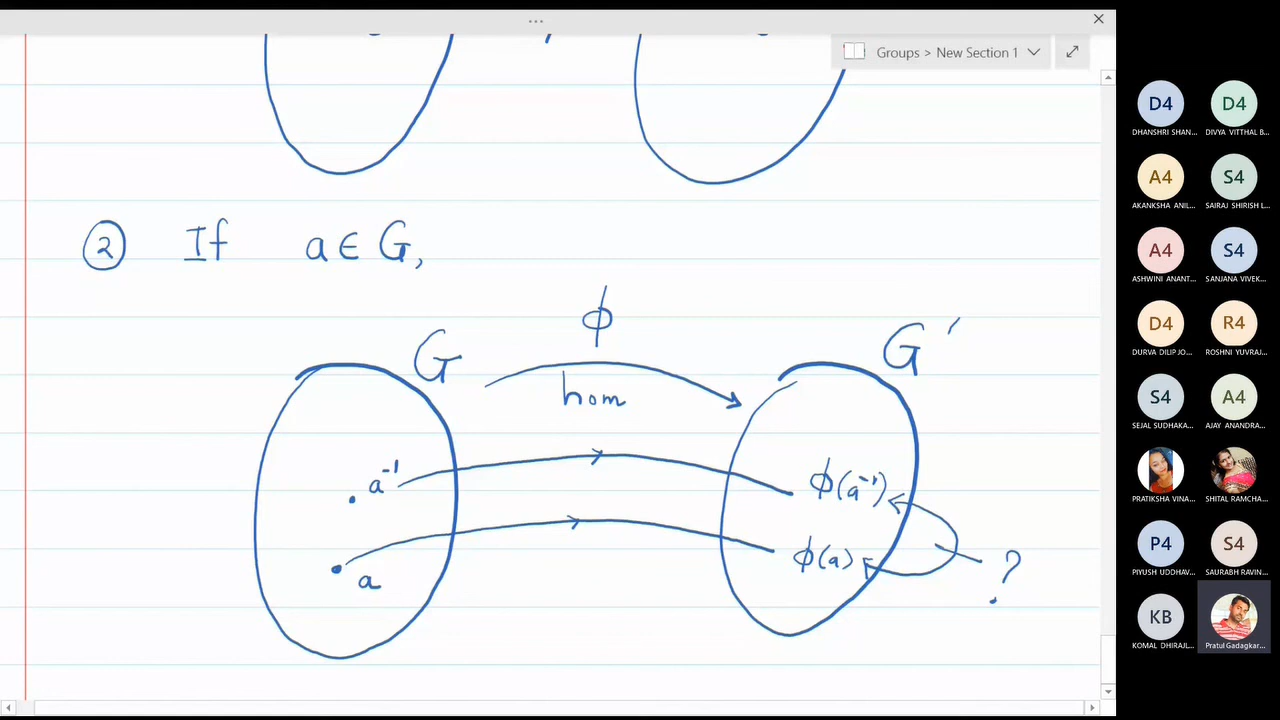 ...
Groups > New Section 1
② If a ∈ G,
ϕ
G
G ′
hom
a⁻¹
ϕ(a⁻¹)
a
ϕ(a)
?
D4
D4
DHANSHRI SHAN...
DIVYA VITTHAL B...
A4
S4
AKANKSHA ANIL...
SAIRAJ SHIRISH L...
A4
S4
ASHWINI ANANT...
SANJANA VIVEK...
D4
R4
DURVA DILIP JO...
ROSHNI YUVRAJ...
S4
A4
SEJAL SUDHAKA...
AJAY ANANDRA...
PRATIKSHA VINA...
SHITAL RAMCHA...
P4
S4
PIYUSH UDDHAV...
SAURABH RAVIN...
KB
KOMAL DHIRAJL...
Pratul Gadagkar...